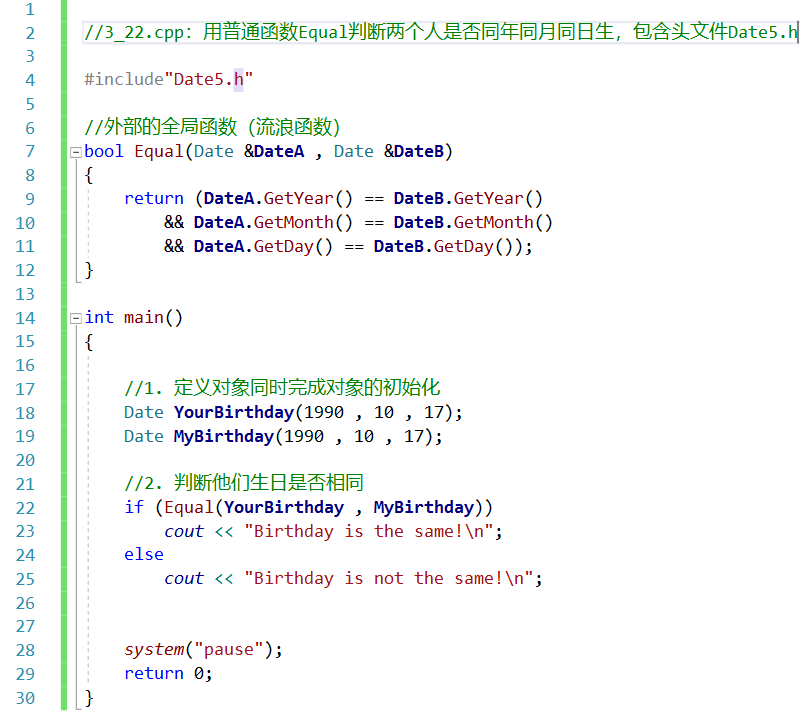 1
2 //3_22.cpp：用普通函数Equal判断两个人是否同年同月同日生，包含头文件Date5.h
3
4 #include"Date5.h"
5
6 //外部的全局函数（流浪函数）
7 bool Equal(Date &DateA , Date &DateB)
8 {
9 return (DateA.GetYear() == DateB.GetYear()
10 && DateA.GetMonth() == DateB.GetMonth()
11 && DateA.GetDay() == DateB.GetDay());
12 }
13
14 int main()
15 {
16
17 //1. 定义对象同时完成对象的初始化
18 Date YourBirthday(1990 , 10 , 17);
19 Date MyBirthday(1990 , 10 , 17);
20
21 //2. 判断他们生日是否相同
22 if (Equal(YourBirthday , MyBirthday))
23 cout << "Birthday is the same!\n";
24 else
25 cout << "Birthday is not the same!\n";
26
27
28 system("pause");
29 return 0;
30 }